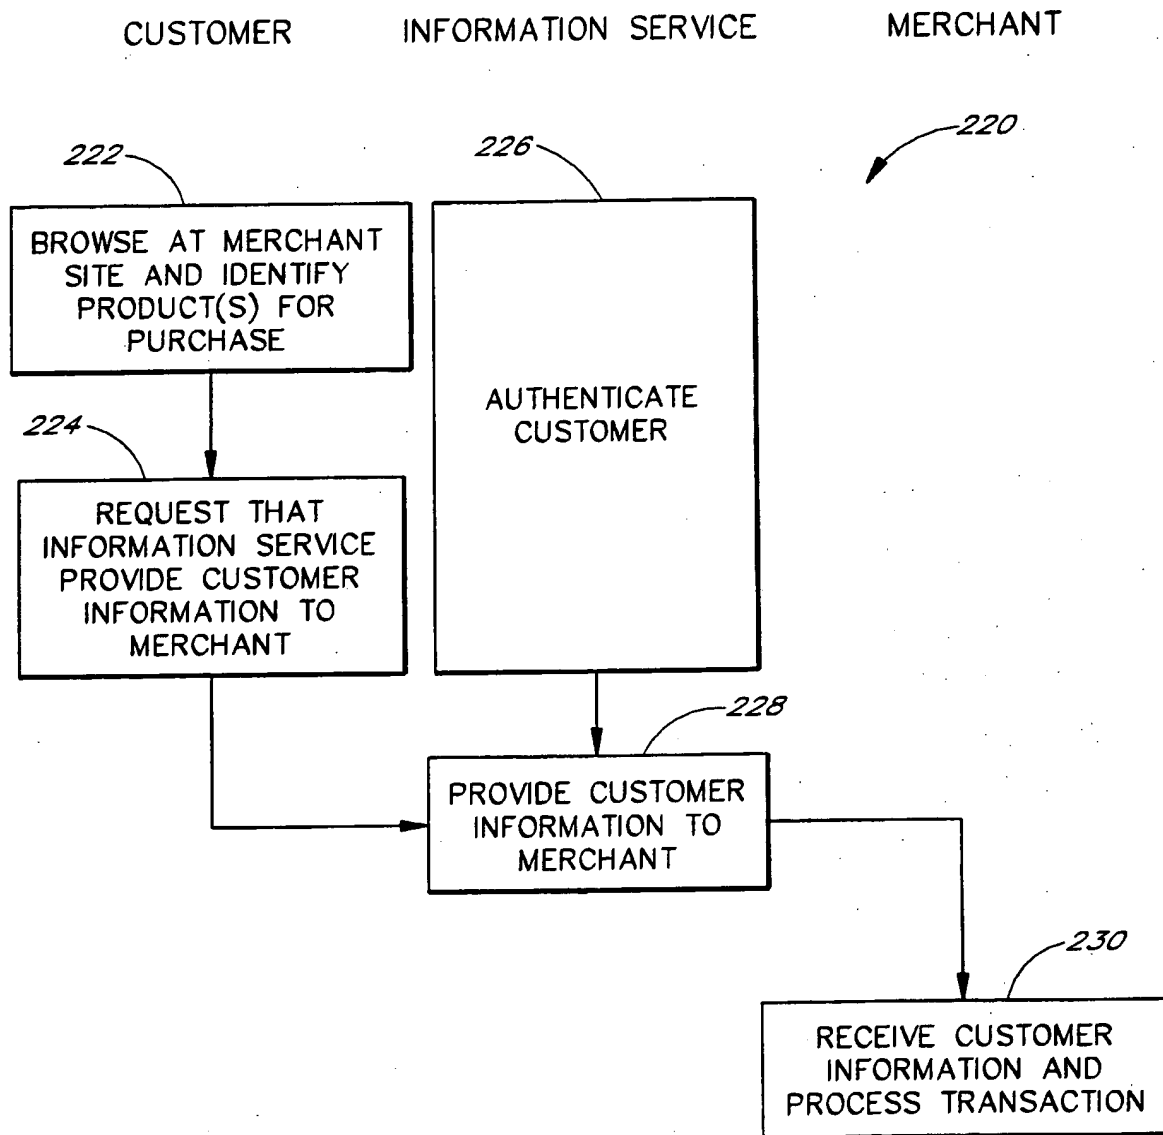 CUSTOMER INFORMATION SERVICE MERCHANT
220
222
BROWSE AT MERCHANT
SITE AND IDENTIFY
PRODUCT(S) FOR
PURCHASE
226
AUTHENTICATE
CUSTOMER
224
REQUEST THAT
INFORMATION SERVICE
PROVIDE CUSTOMER
INFORMATION TO
MERCHANT
228
PROVIDE CUSTOMER
INFORMATION TO
MERCHANT
230
RECEIVE CUSTOMER
INFORMATION AND
PROCESS TRANSACTION